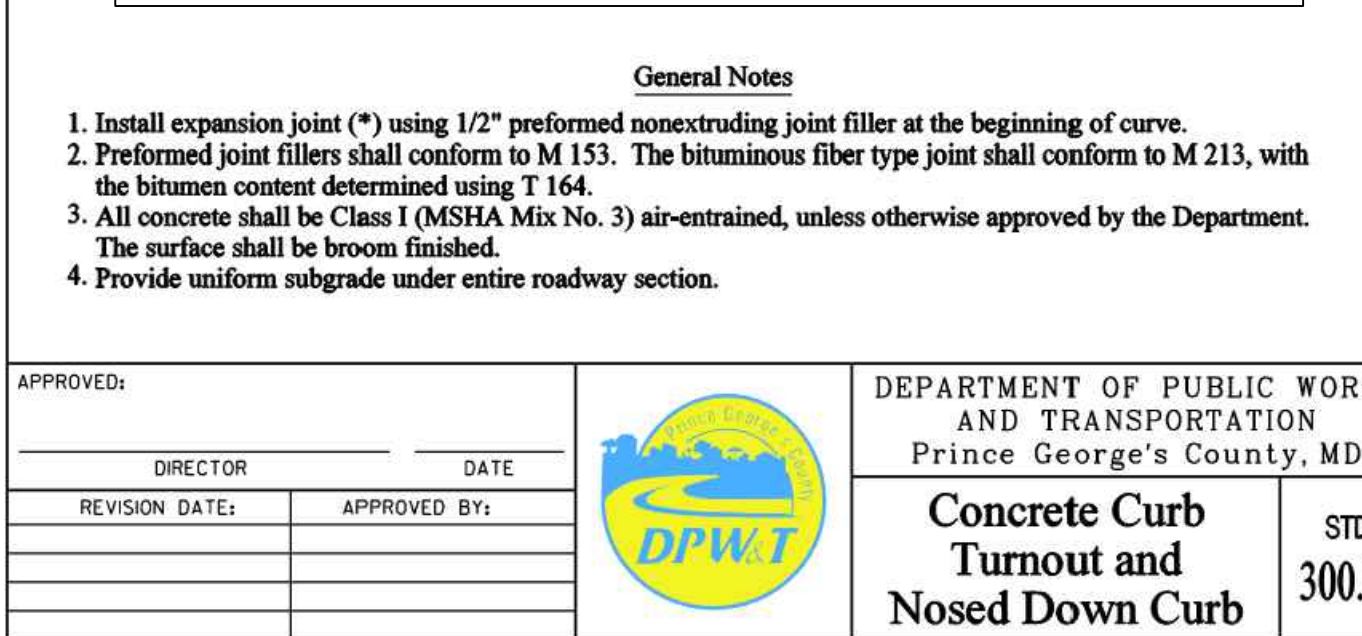 General Notes
1. Install expansion joint (*) using 1/2" preformed nonextruding joint filler at the beginning of curve.
2. Preformed joint fillers shall conform to M 153. The bituminous fiber type joint shall conform to M 213, with
the bitumen content determined using T 164.
3. All concrete shall be Class I (MSHA Mix No. 3) air-entrained, unless otherwise approved by the Department.
The surface shall be broom finished.
4. Provide uniform subgrade under entire roadway section.
APPROVED:
DIRECTOR DATE
REVISION DATE: APPROVED BY:
Prince George's County
DPW&T
DEPARTMENT OF PUBLIC WOR
AND TRANSPORTATION
Prince George's County, MD
Concrete Curb
Turnout and
Nosed Down Curb
STD
300.